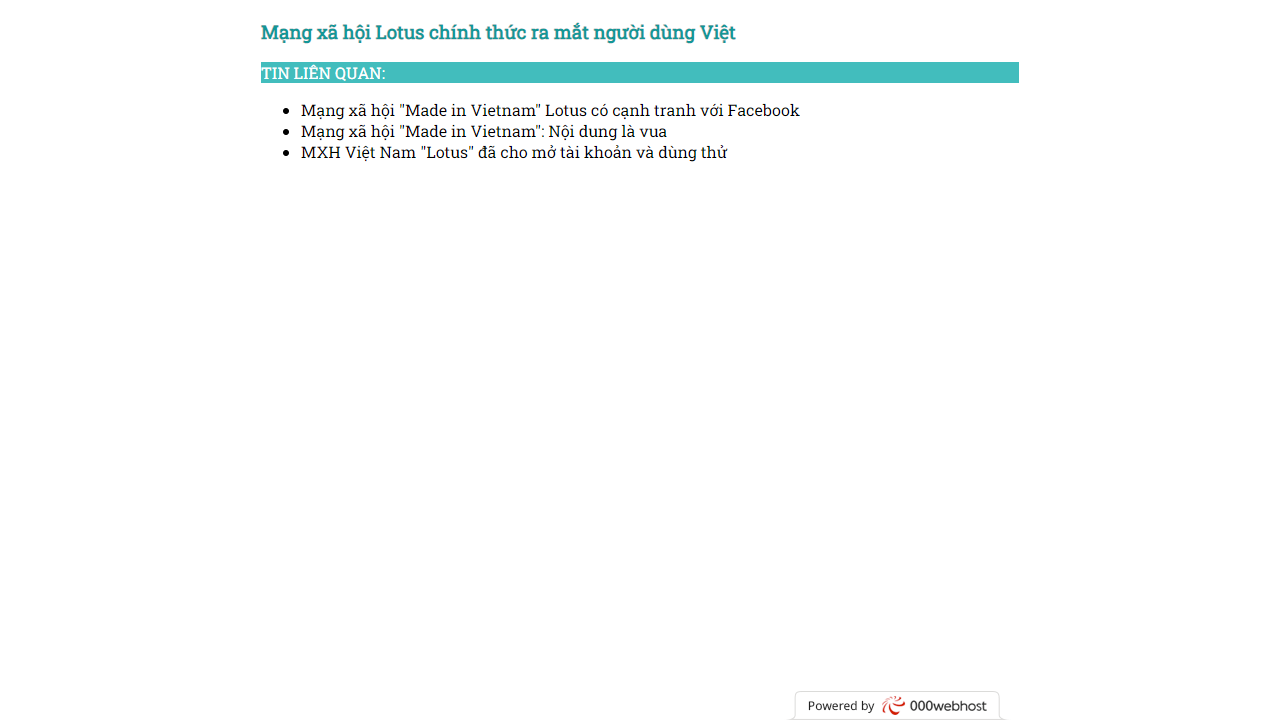 Mạng xã hội Lotus chính thức ra mắt người dùng Việt
TIN LIÊN QUAN:
Mạng xã hội "Made in Vietnam" Lotus có cạnh tranh với Facebook
Mạng xã hội "Made in Vietnam": Nội dung là vua
MXH Việt Nam "Lotus" đã cho mở tài khoản và dùng thử
Powered by 000webhost